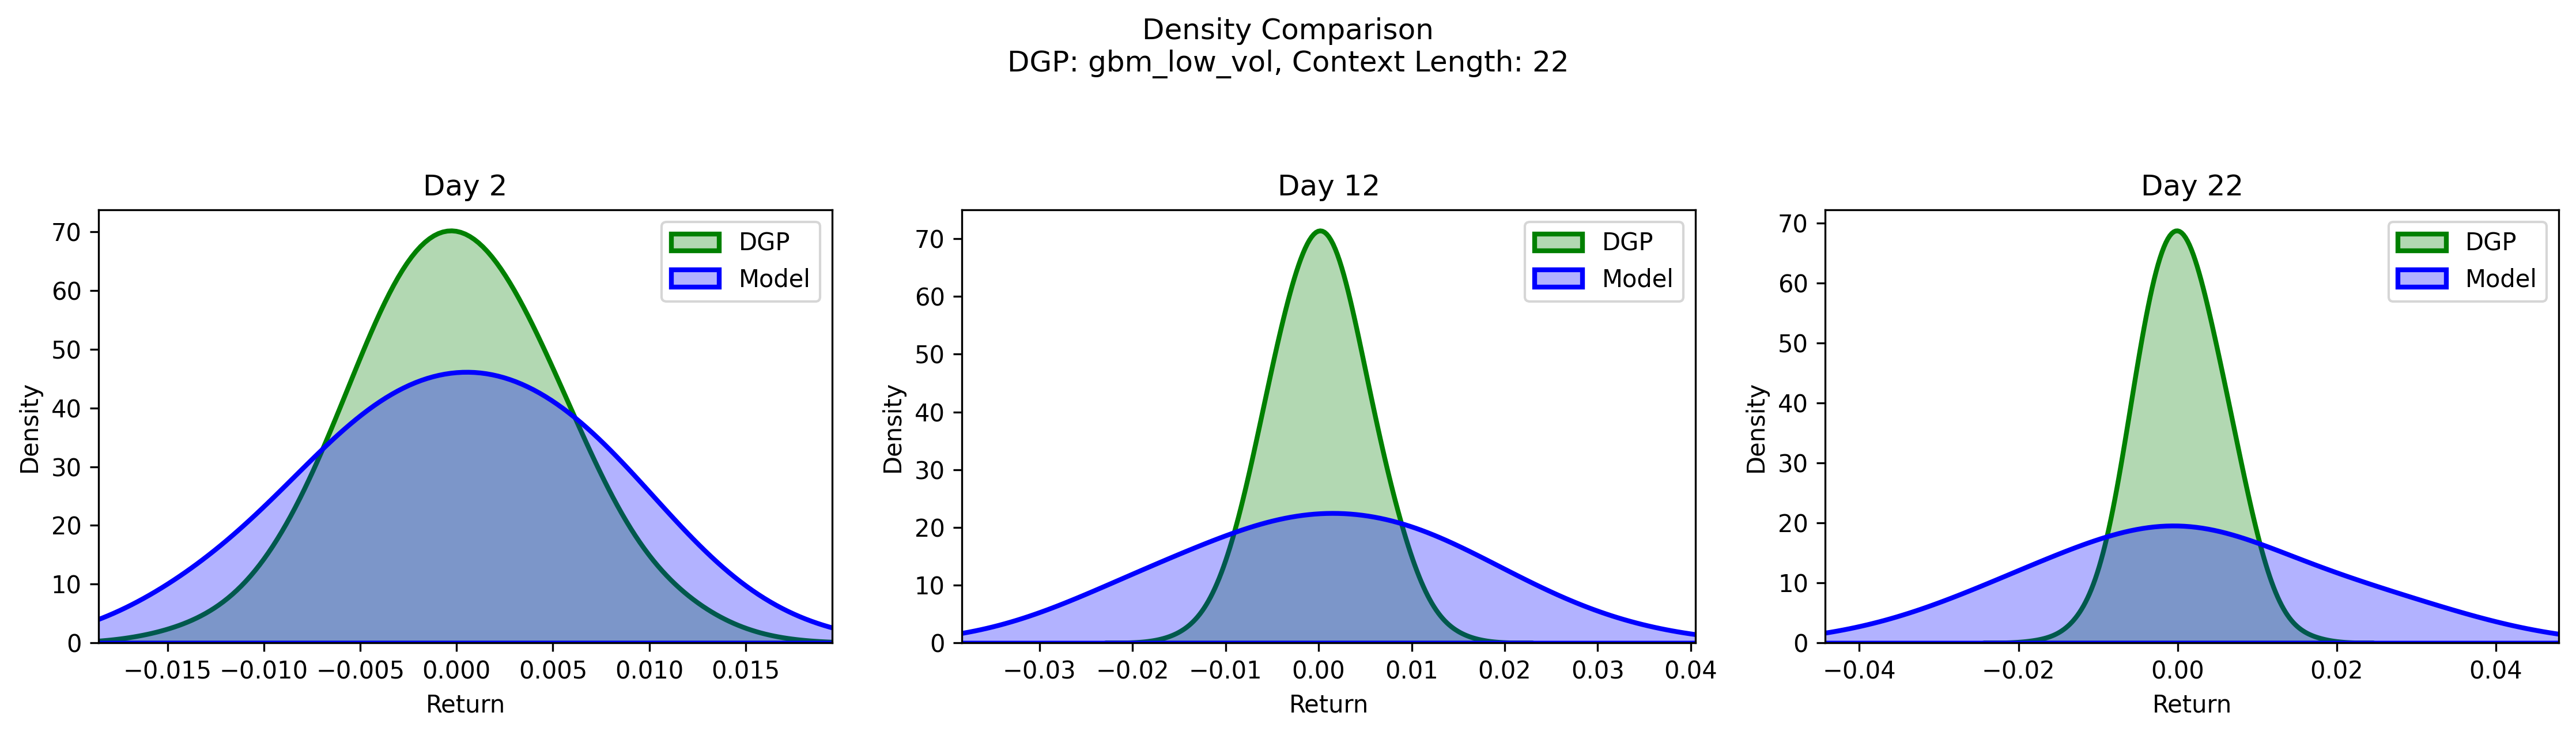 Density Comparison
DGP: gbm_low_vol, Context Length: 22
Day 2
70
60
50
40
30
20
10
0
Density
−0.015 −0.010 −0.005 0.000 0.005 0.010 0.015
Return
DGP
Model
Day 12
70
60
50
40
30
20
10
0
Density
−0.03 −0.02 −0.01 0.00 0.01 0.02 0.03 0.04
Return
DGP
Model
Day 22
70
60
50
40
30
20
10
0
Density
−0.04 −0.02 0.00 0.02 0.04
Return
DGP
Model